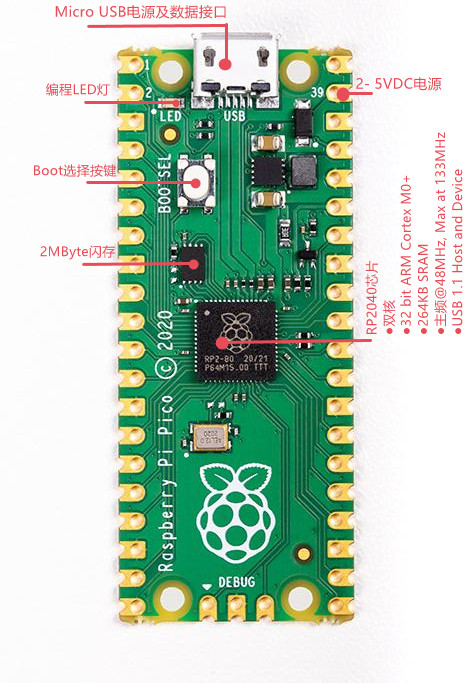 Micro USB电源及数据接口
1
2
39
2- 5VDC电源
编程LED灯
LED
USB
Boot选择按键
BOOTSEL
2MByte闪存
RP2040芯片
•双核
•32 bit ARM Cortex M0+
•264KB SRAM
•主频@48MHz, Max at 133MHz
•USB 1.1 Host and Device
RP2-B0 20/21
P64M15.00 TTT
Raspberry Pi Pico © 2020
AEL12.0
2020
DEBUG